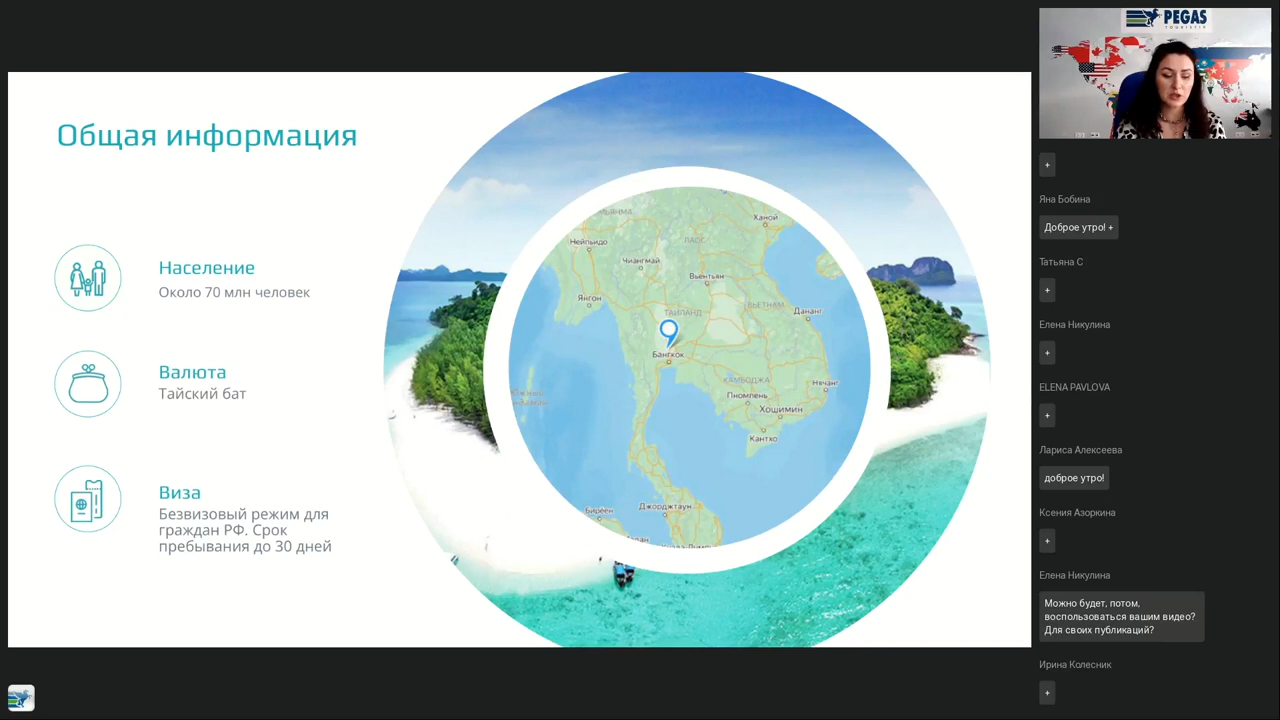 Общая информация
Население
Около 70 млн человек
Валюта
Тайский бат
Виза
Безвизовый режим для
граждан РФ. Срок
пребывания до 30 дней
Ханой
Нейпьидо
ЛАОС
Чиангмай
Вьентьян
Янгон
ТАИЛАНД
ВЬЕТНАМ
Дананг
Бангкок
КАМБОДЖА
Нячанг
Пномпень
Хошимин
Кантхо
Бирёен
Джорджтаун
PEGAS
TOURISTIK
+
Яна Бобина
Доброе утро! +
Татьяна С
+
Елена Никулина
+
ELENA PAVLOVA
+
Лариса Алексеева
доброе утро!
Ксения Азоркина
+
Елена Никулина
Можно будет, потом,
воспользоваться вашим видео?
Для своих публикаций?
Ирина Колесник
+